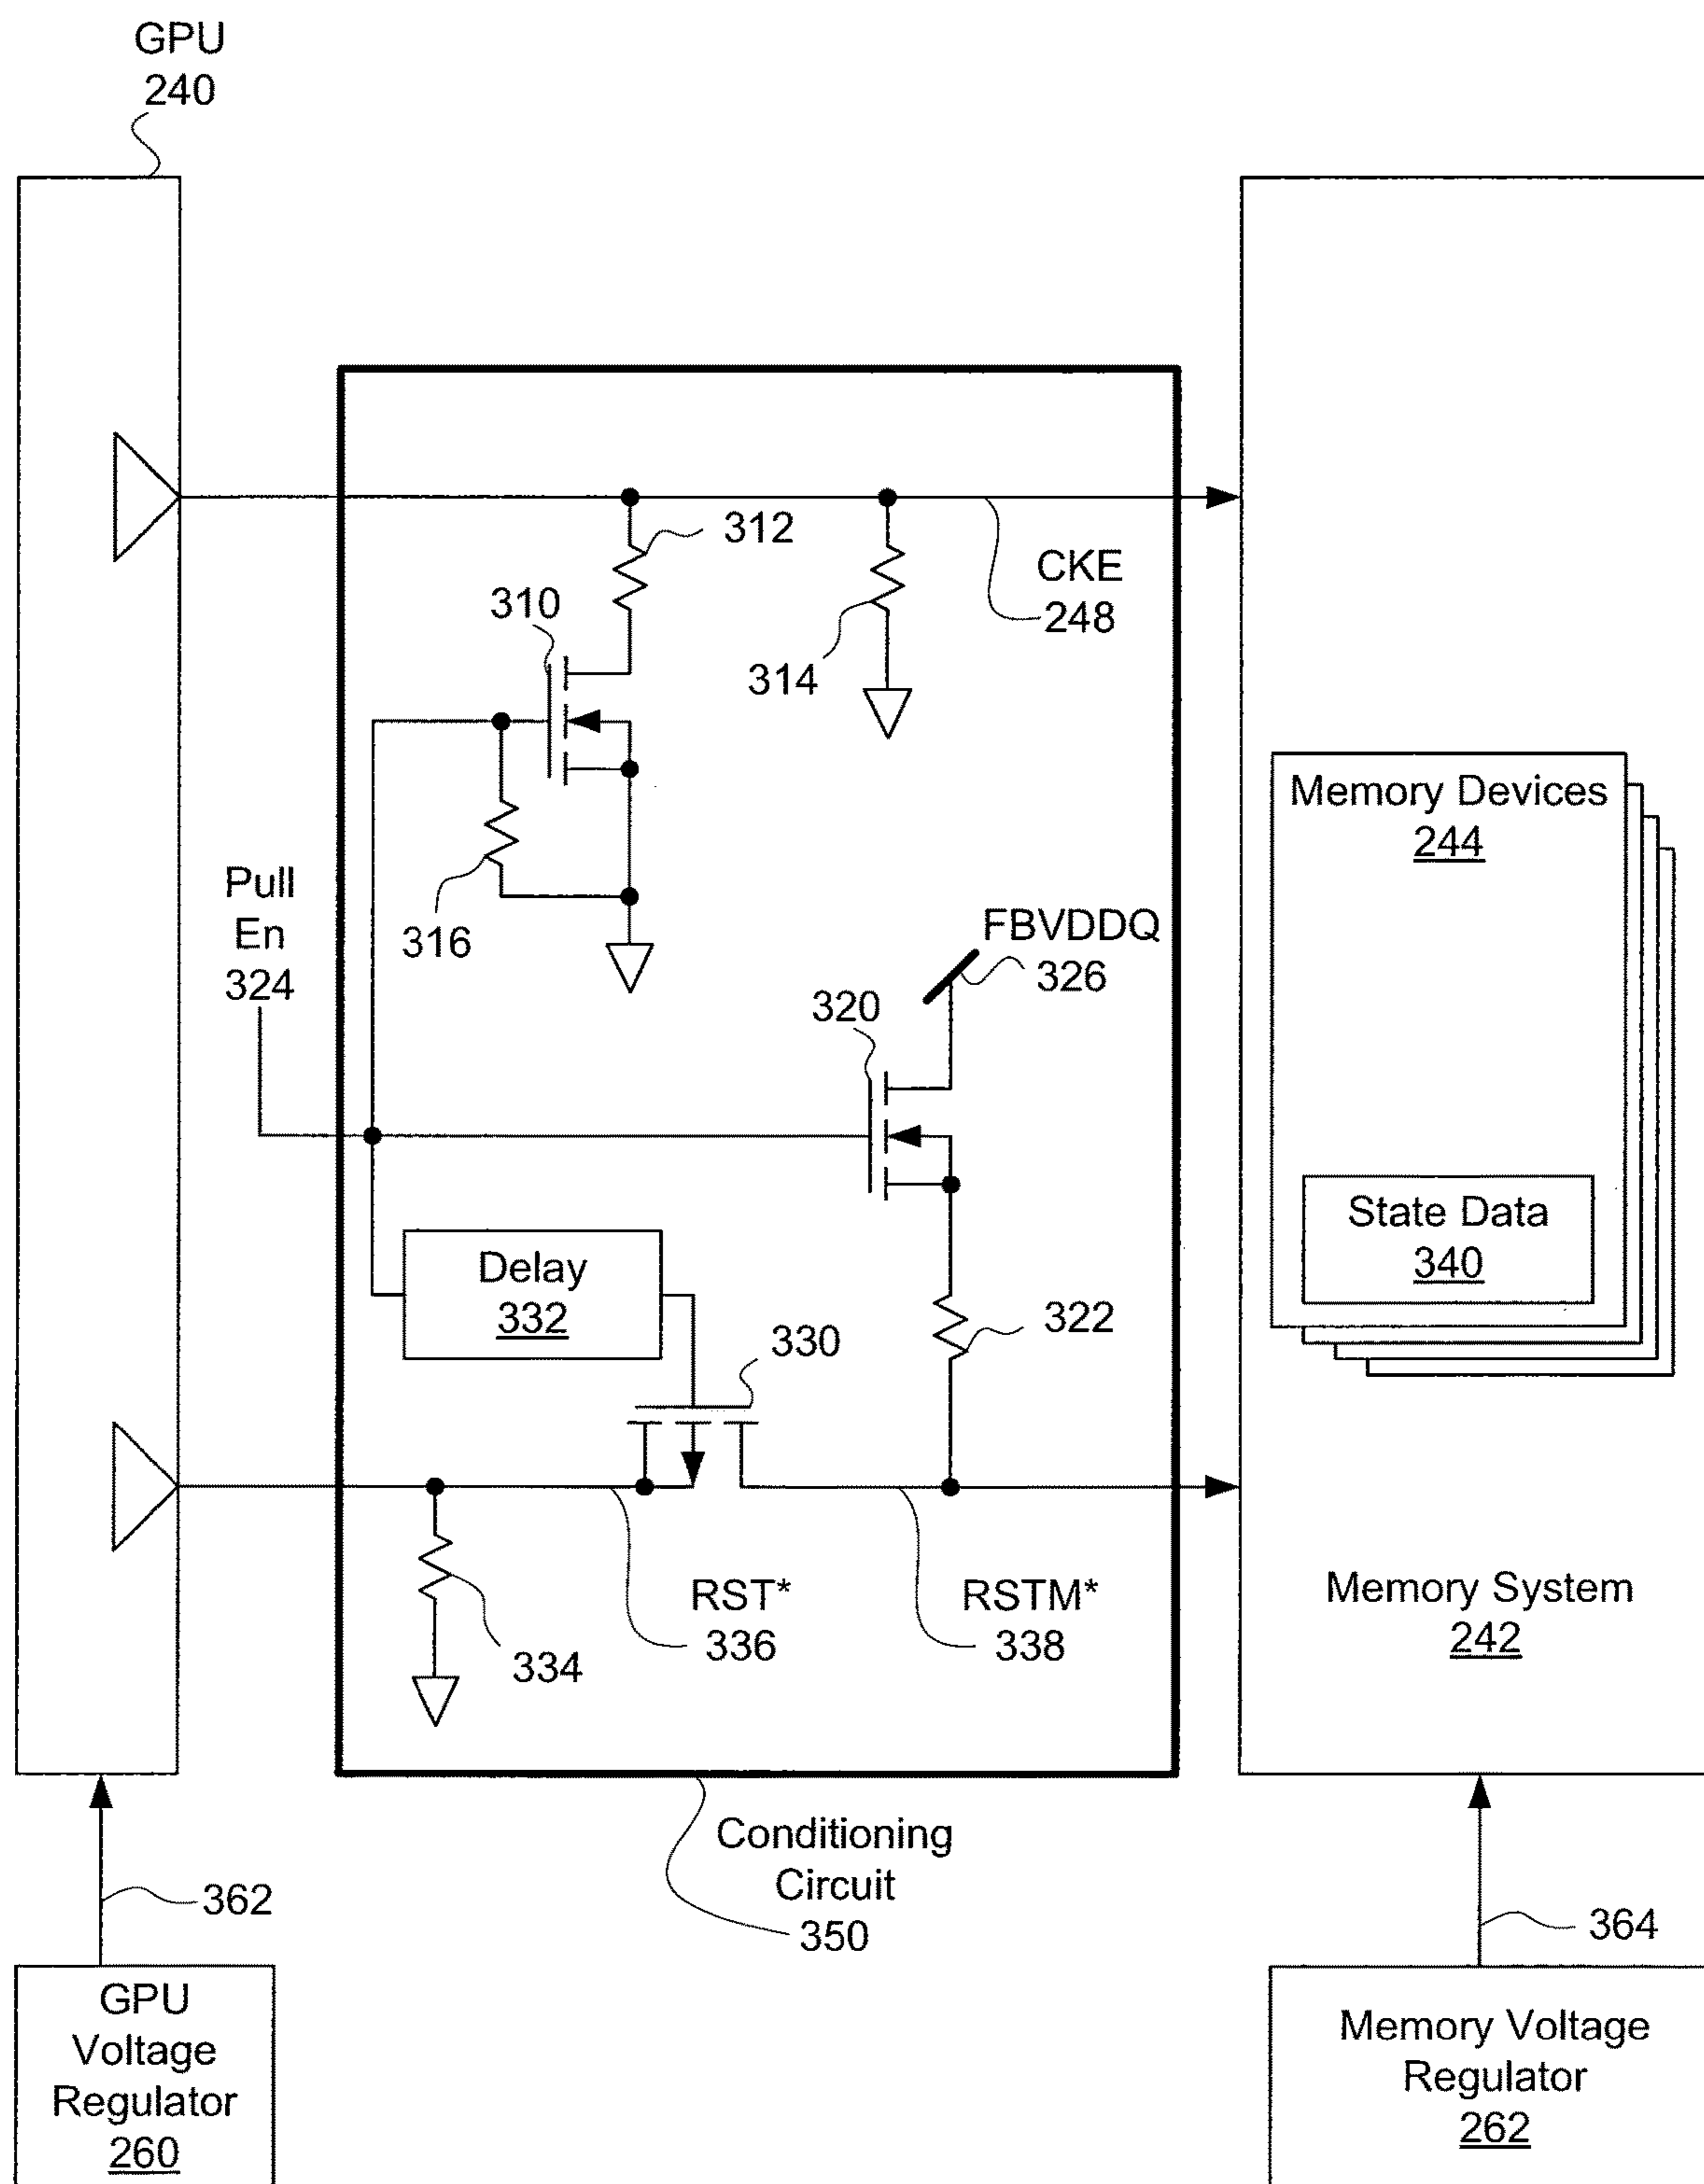 GPU
240
312
310
CKE
248
314
Memory Devices
244
Pull
En
324
316
FBVDDQ
326
320
State Data
340
Delay
332
322
330
RST*
336
RSTM*
338
Memory System
242
334
Conditioning
Circuit
350
362
364
GPU
Voltage
Regulator
260
Memory Voltage
Regulator
262